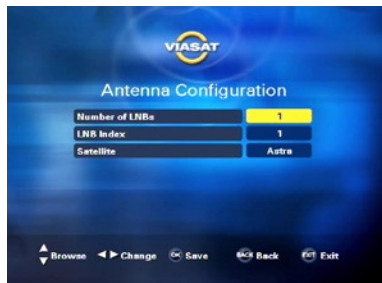 VIASAT
Antenna Configuration
Number of LNBs 1
LNB Index 1
Satellite Astra
Browse Change OK Save BACK Back EXIT Exit